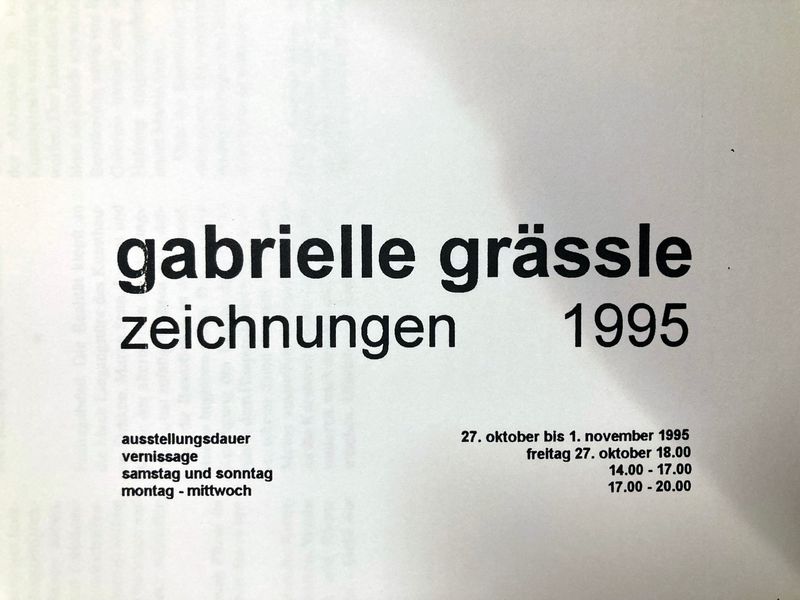 gabrielle grässle
zeichnungen 1995
ausstellungsdauer 27. oktober bis 1. november 1995
vernissage freitag 27. oktober 18.00
samstag und sonntag 14.00 - 17.00
montag - mittwoch 17.00 - 20.00